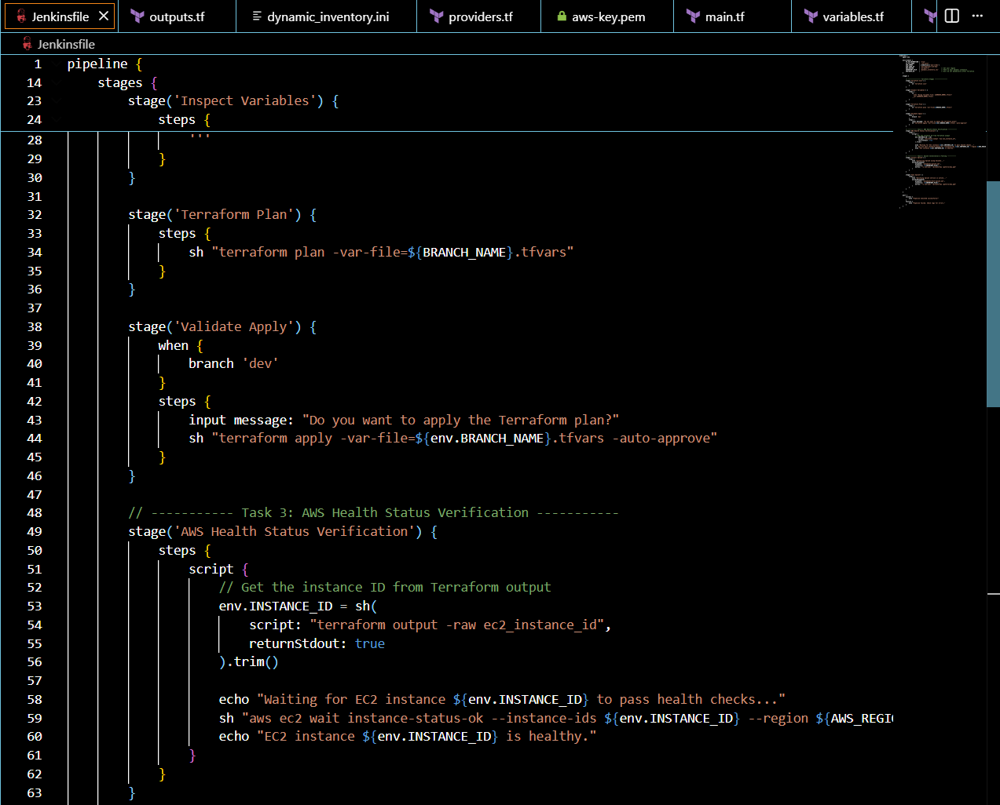 Jenkinsfile
outputs.tf
dynamic_inventory.ini
providers.tf
aws-key.pem
main.tf
variables.tf
Jenkinsfile
1 pipeline {
14 stages {
23 stage('Inspect Variables') {
24 steps {
28 '''
29 }
30 }
31
32 stage('Terraform Plan') {
33 steps {
34 sh "terraform plan -var-file=${BRANCH_NAME}.tfvars"
35 }
36 }
37
38 stage('Validate Apply') {
39 when {
40 branch 'dev'
41 }
42 steps {
43 input message: "Do you want to apply the Terraform plan?"
44 sh "terraform apply -var-file=${env.BRANCH_NAME}.tfvars -auto-approve"
45 }
46 }
47
48 // ----------- Task 3: AWS Health Status Verification -----------
49 stage('AWS Health Status Verification') {
50 steps {
51 script {
52 // Get the instance ID from Terraform output
53 env.INSTANCE_ID = sh(
54 script: "terraform output -raw ec2_instance_id",
55 returnStdout: true
56 ).trim()
57
58 echo "Waiting for EC2 instance ${env.INSTANCE_ID} to pass health checks..."
59 sh "aws ec2 wait instance-status-ok --instance-ids ${env.INSTANCE_ID} --region ${AWS_REGI
60 echo "EC2 instance ${env.INSTANCE_ID} is healthy."
61 }
62 }
63 }